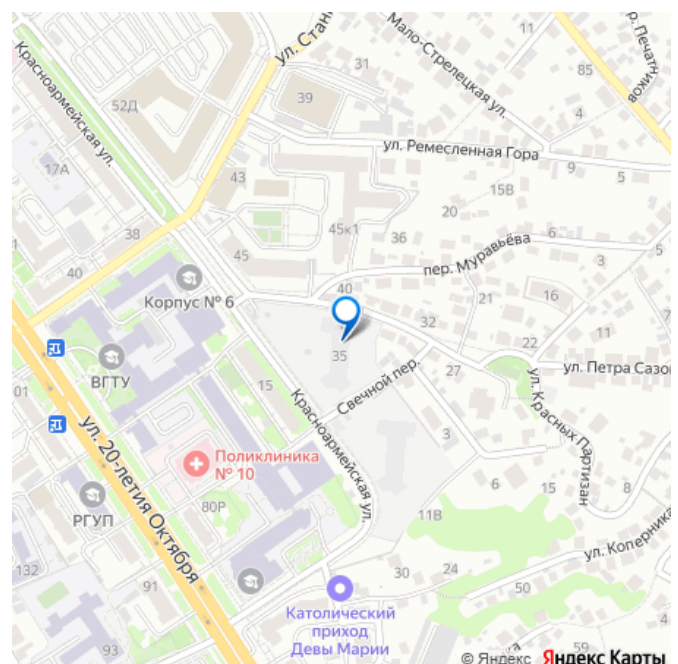 ул. Стан
Мало-Стрелецкая ул.
р. Печатников
31
11
85
39
52Д
4
Красноармейская ул.
ул. Ремесленная Гора
17А
43
9
5
15В
20
45к1
36
38
6
5
45
пер. Муравьёва
3
40
40
21
16
Корпус № 6
32
11
22
35
27
ул. Петра Сазо
ВГТУ
01
15
Свечной пер.
Красноармейская ул.
ул. Красных Партизан
ул. 20-летия Октября
3
Поликлиника
№ 10
6
15
8
80Р
РГУП
11В
ул. Коперника
132
30
24
91
50
Католический
приход
Девы Марии
93
59
© Яндекс Яндекс Карты